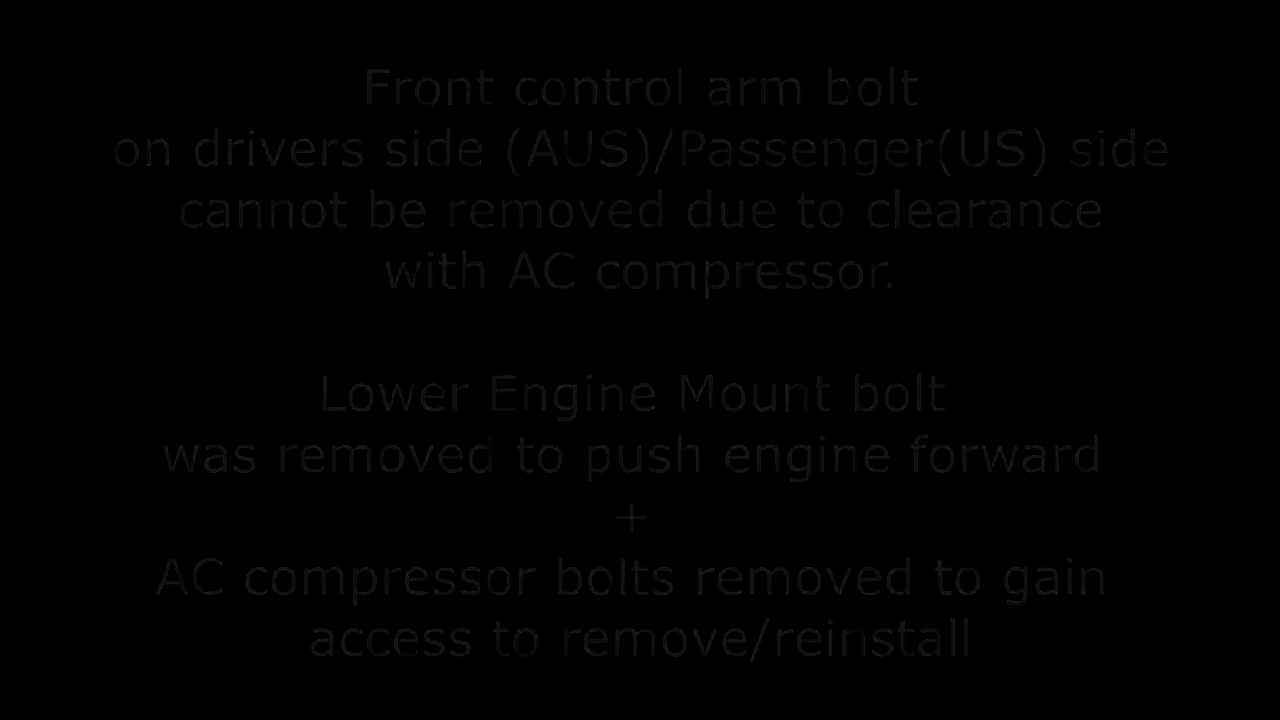 Front control arm bolt
on drivers side (AUS)/Passenger(US) side
cannot be removed due to clearance
with AC compressor.
Lower Engine Mount bolt
was removed to push engine forward
+
AC compressor bolts removed to gain
access to remove/reinstall